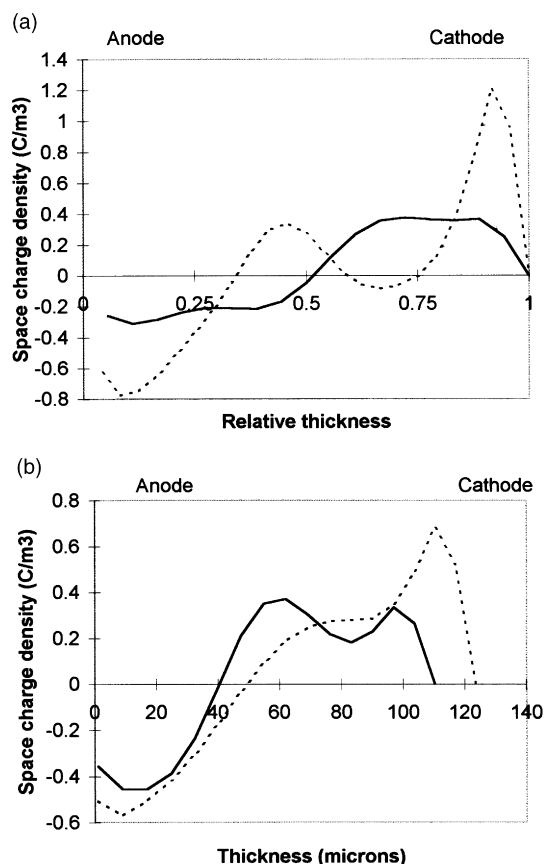 (a)
Anode Cathode
1.4
1.2
1
0.8
0.6
0.4
0.2
0
-0.2
-0.4
-0.6
-0.8
0 0.25 0.5 0.75 1
Space charge density (C/m3)
Relative thickness
(b)
Anode Cathode
0.8
0.6
0.4
0.2
0
-0.2
-0.4
-0.6
0 20 40 60 80 100 120 140
Space charge density (C/m3)
Thickness (microns)